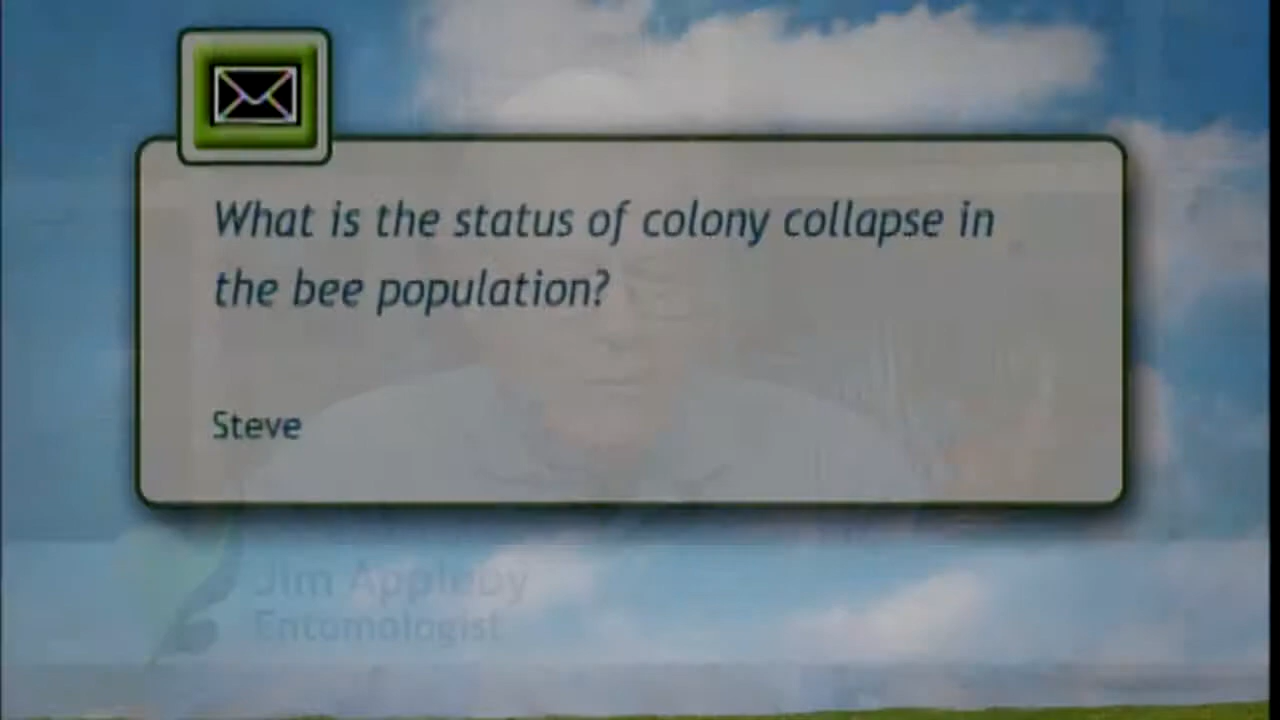 What is the status of colony collapse in
the bee population?
Steve
Jim Appleby
Entomologist